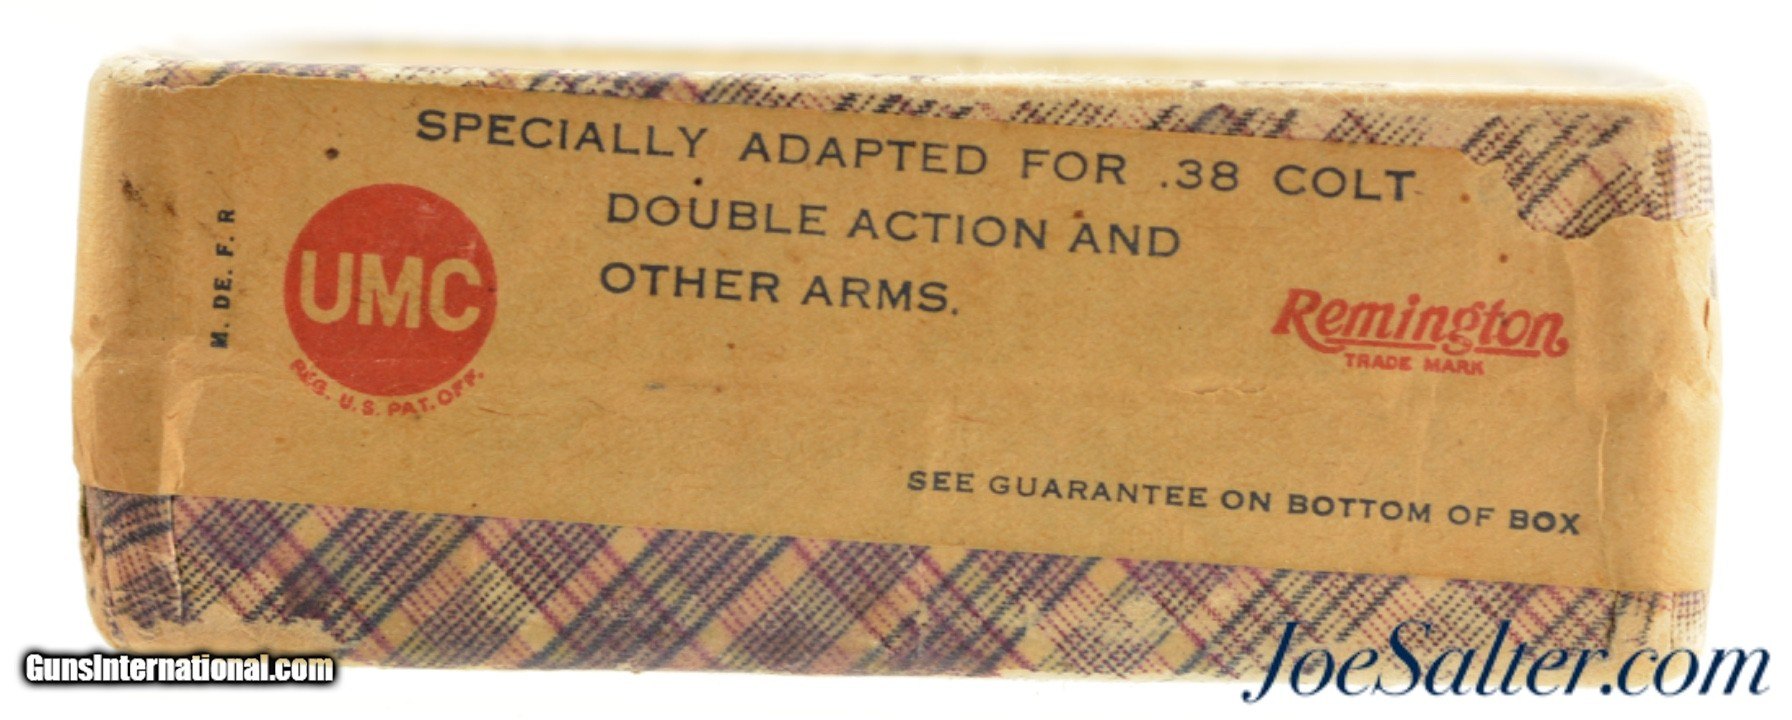 SPECIALLY ADAPTED FOR .38 COLT
DOUBLE ACTION AND
OTHER ARMS.
M. DE. F. R
UMC
REG. U.S. PAT. OFF.
Remington
TRADE MARK
SEE GUARANTEE ON BOTTOM OF BOX
GunsInternational.com
JoeSalter.com